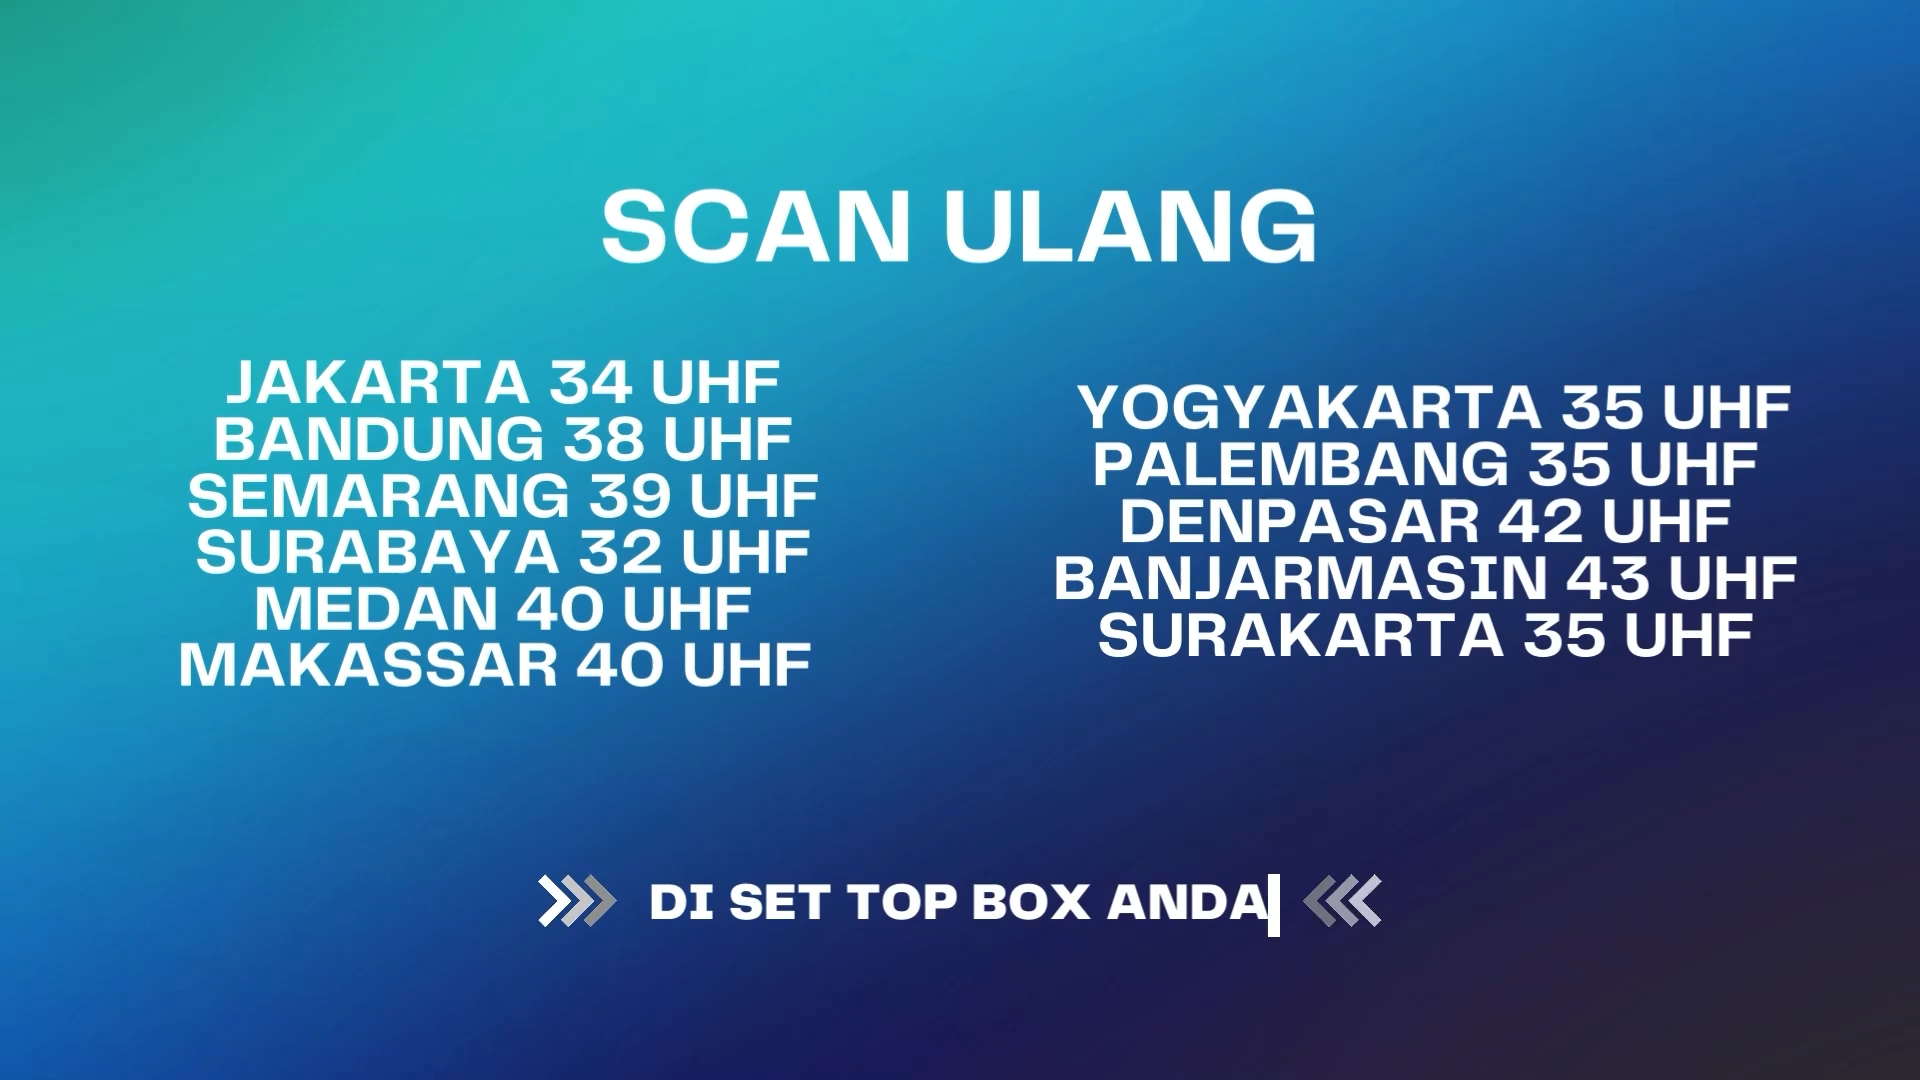 SCAN ULANG
JAKARTA 34 UHF
BANDUNG 38 UHF
SEMARANG 39 UHF
SURABAYA 32 UHF
MEDAN 40 UHF
MAKASSAR 40 UHF
YOGYAKARTA 35 UHF
PALEMBANG 35 UHF
DENPASAR 42 UHF
BANJARMASIN 43 UHF
SURAKARTA 35 UHF
DI SET TOP BOX ANDA